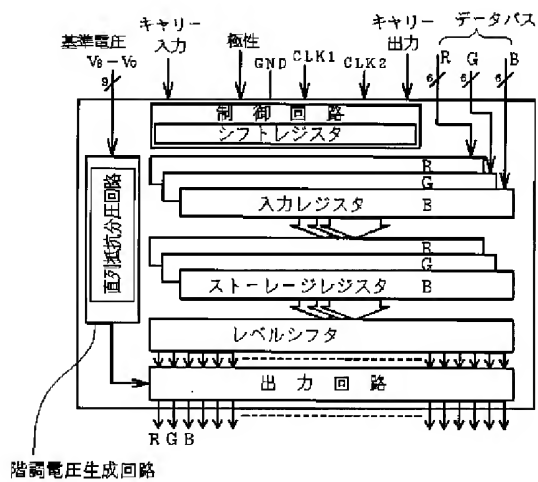 基準電圧
V8-V0
9
キャリー
入力
極性
GND
CLK1
CLK2
キャリー
出力
データバス
R G B
6 6 6
制御回路
シフトレジスタ
直列抵抗分圧回路
R
G
入力レジスタ B
R
G
ストーレージレジスタ B
レベルシフタ
出力回路
R G B
階調電圧生成回路